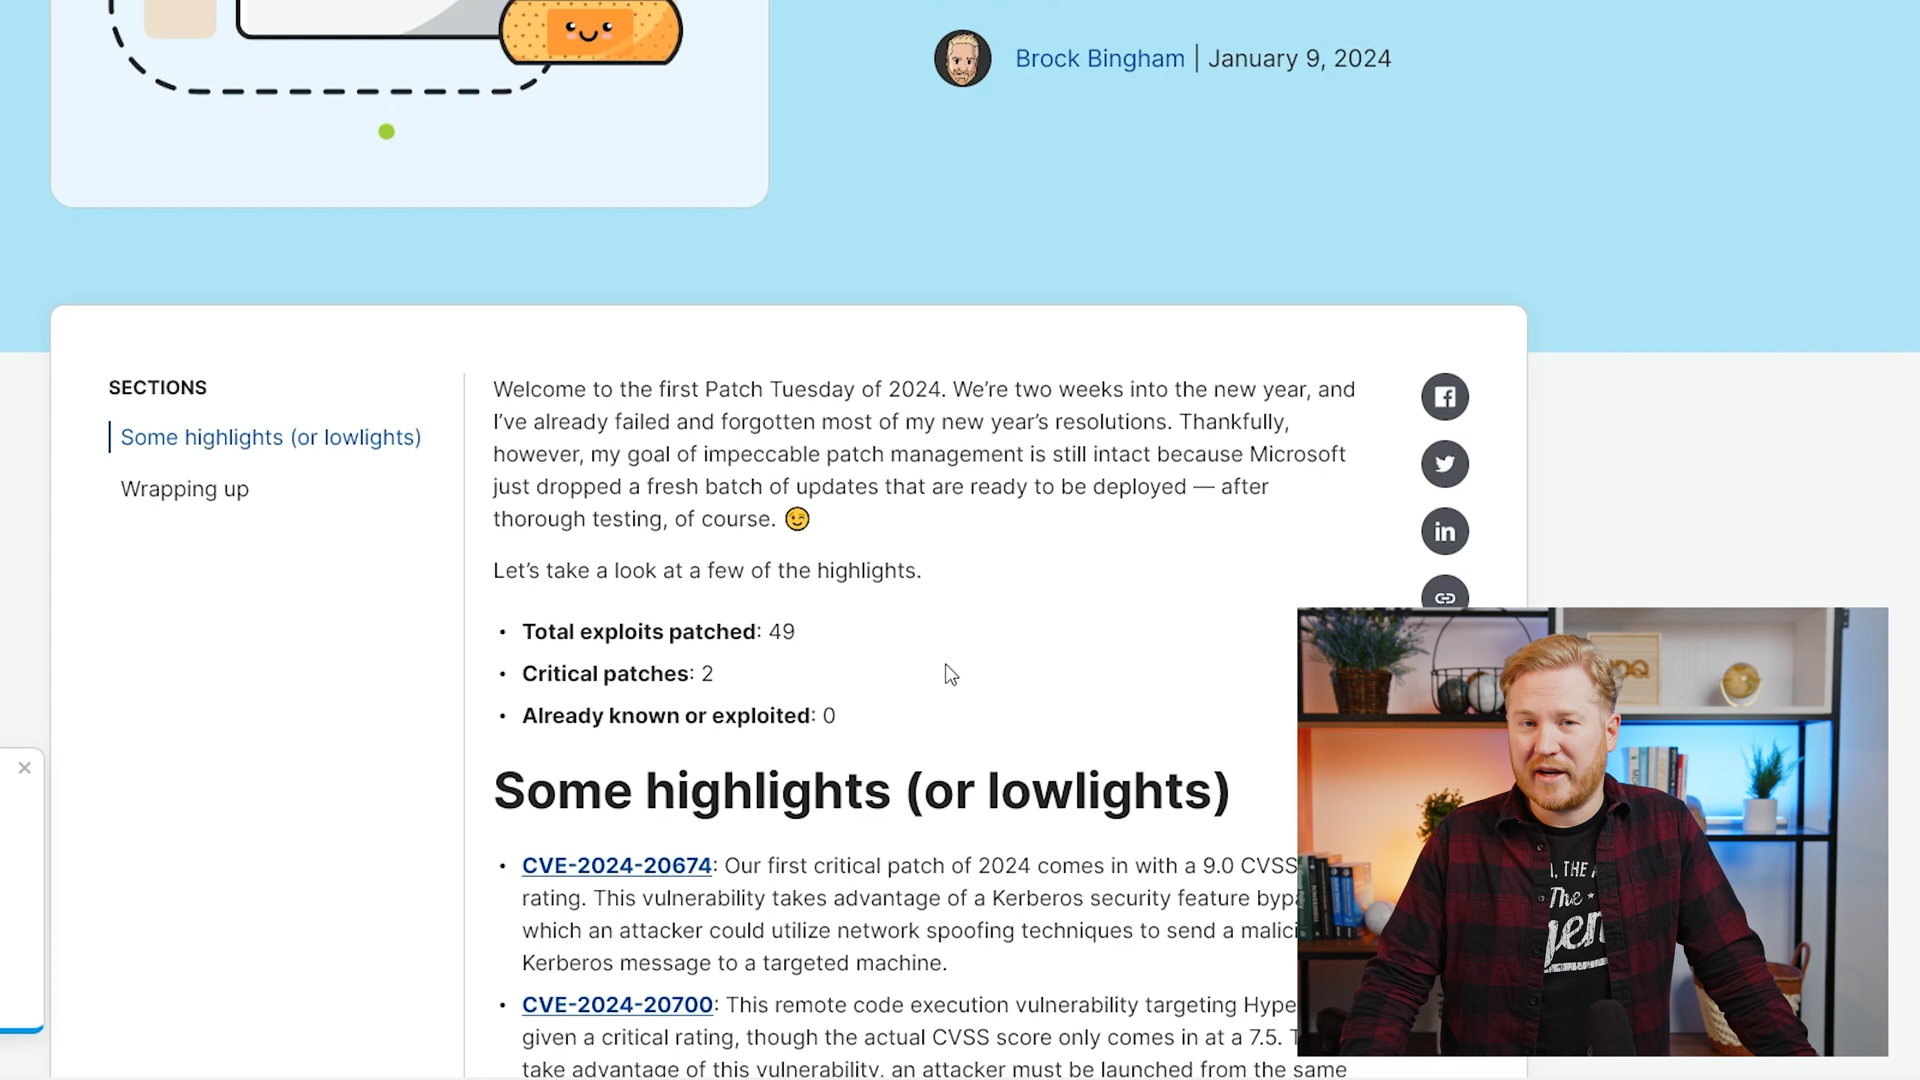 Brock Bingham | January 9, 2024
SECTIONS
Some highlights (or lowlights)
Wrapping up
Welcome to the first Patch Tuesday of 2024. We’re two weeks into the new year, and
I’ve already failed and forgotten most of my new year’s resolutions. Thankfully,
however, my goal of impeccable patch management is still intact because Microsoft
just dropped a fresh batch of updates that are ready to be deployed — after
thorough testing, of course. 😉
Let’s take a look at a few of the highlights.
• Total exploits patched: 49
• Critical patches: 2
• Already known or exploited: 0
Some highlights (or lowlights)
• CVE-2024-20674: Our first critical patch of 2024 comes in with a 9.0 CVSS
rating. This vulnerability takes advantage of a Kerberos security feature byp
which an attacker could utilize network spoofing techniques to send a malici
Kerberos message to a targeted machine.
• CVE-2024-20700: This remote code execution vulnerability targeting Hype
given a critical rating, though the actual CVSS score only comes in at a 7.5.
take advantage of this vulnerability, an attacker must be launched from the same
THE
The